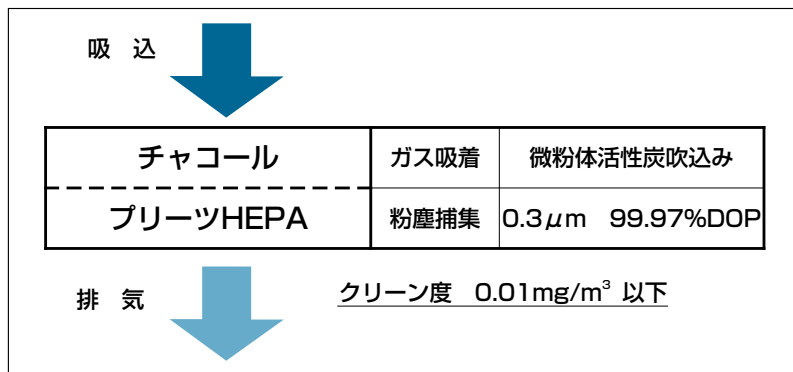 吸 込
チャコール ガス吸着 微粉体活性炭吹込み
プリーツHEPA 粉塵捕集 0.3μm 99.97%DOP
排 気 クリーン度 0.01mg/m³ 以下